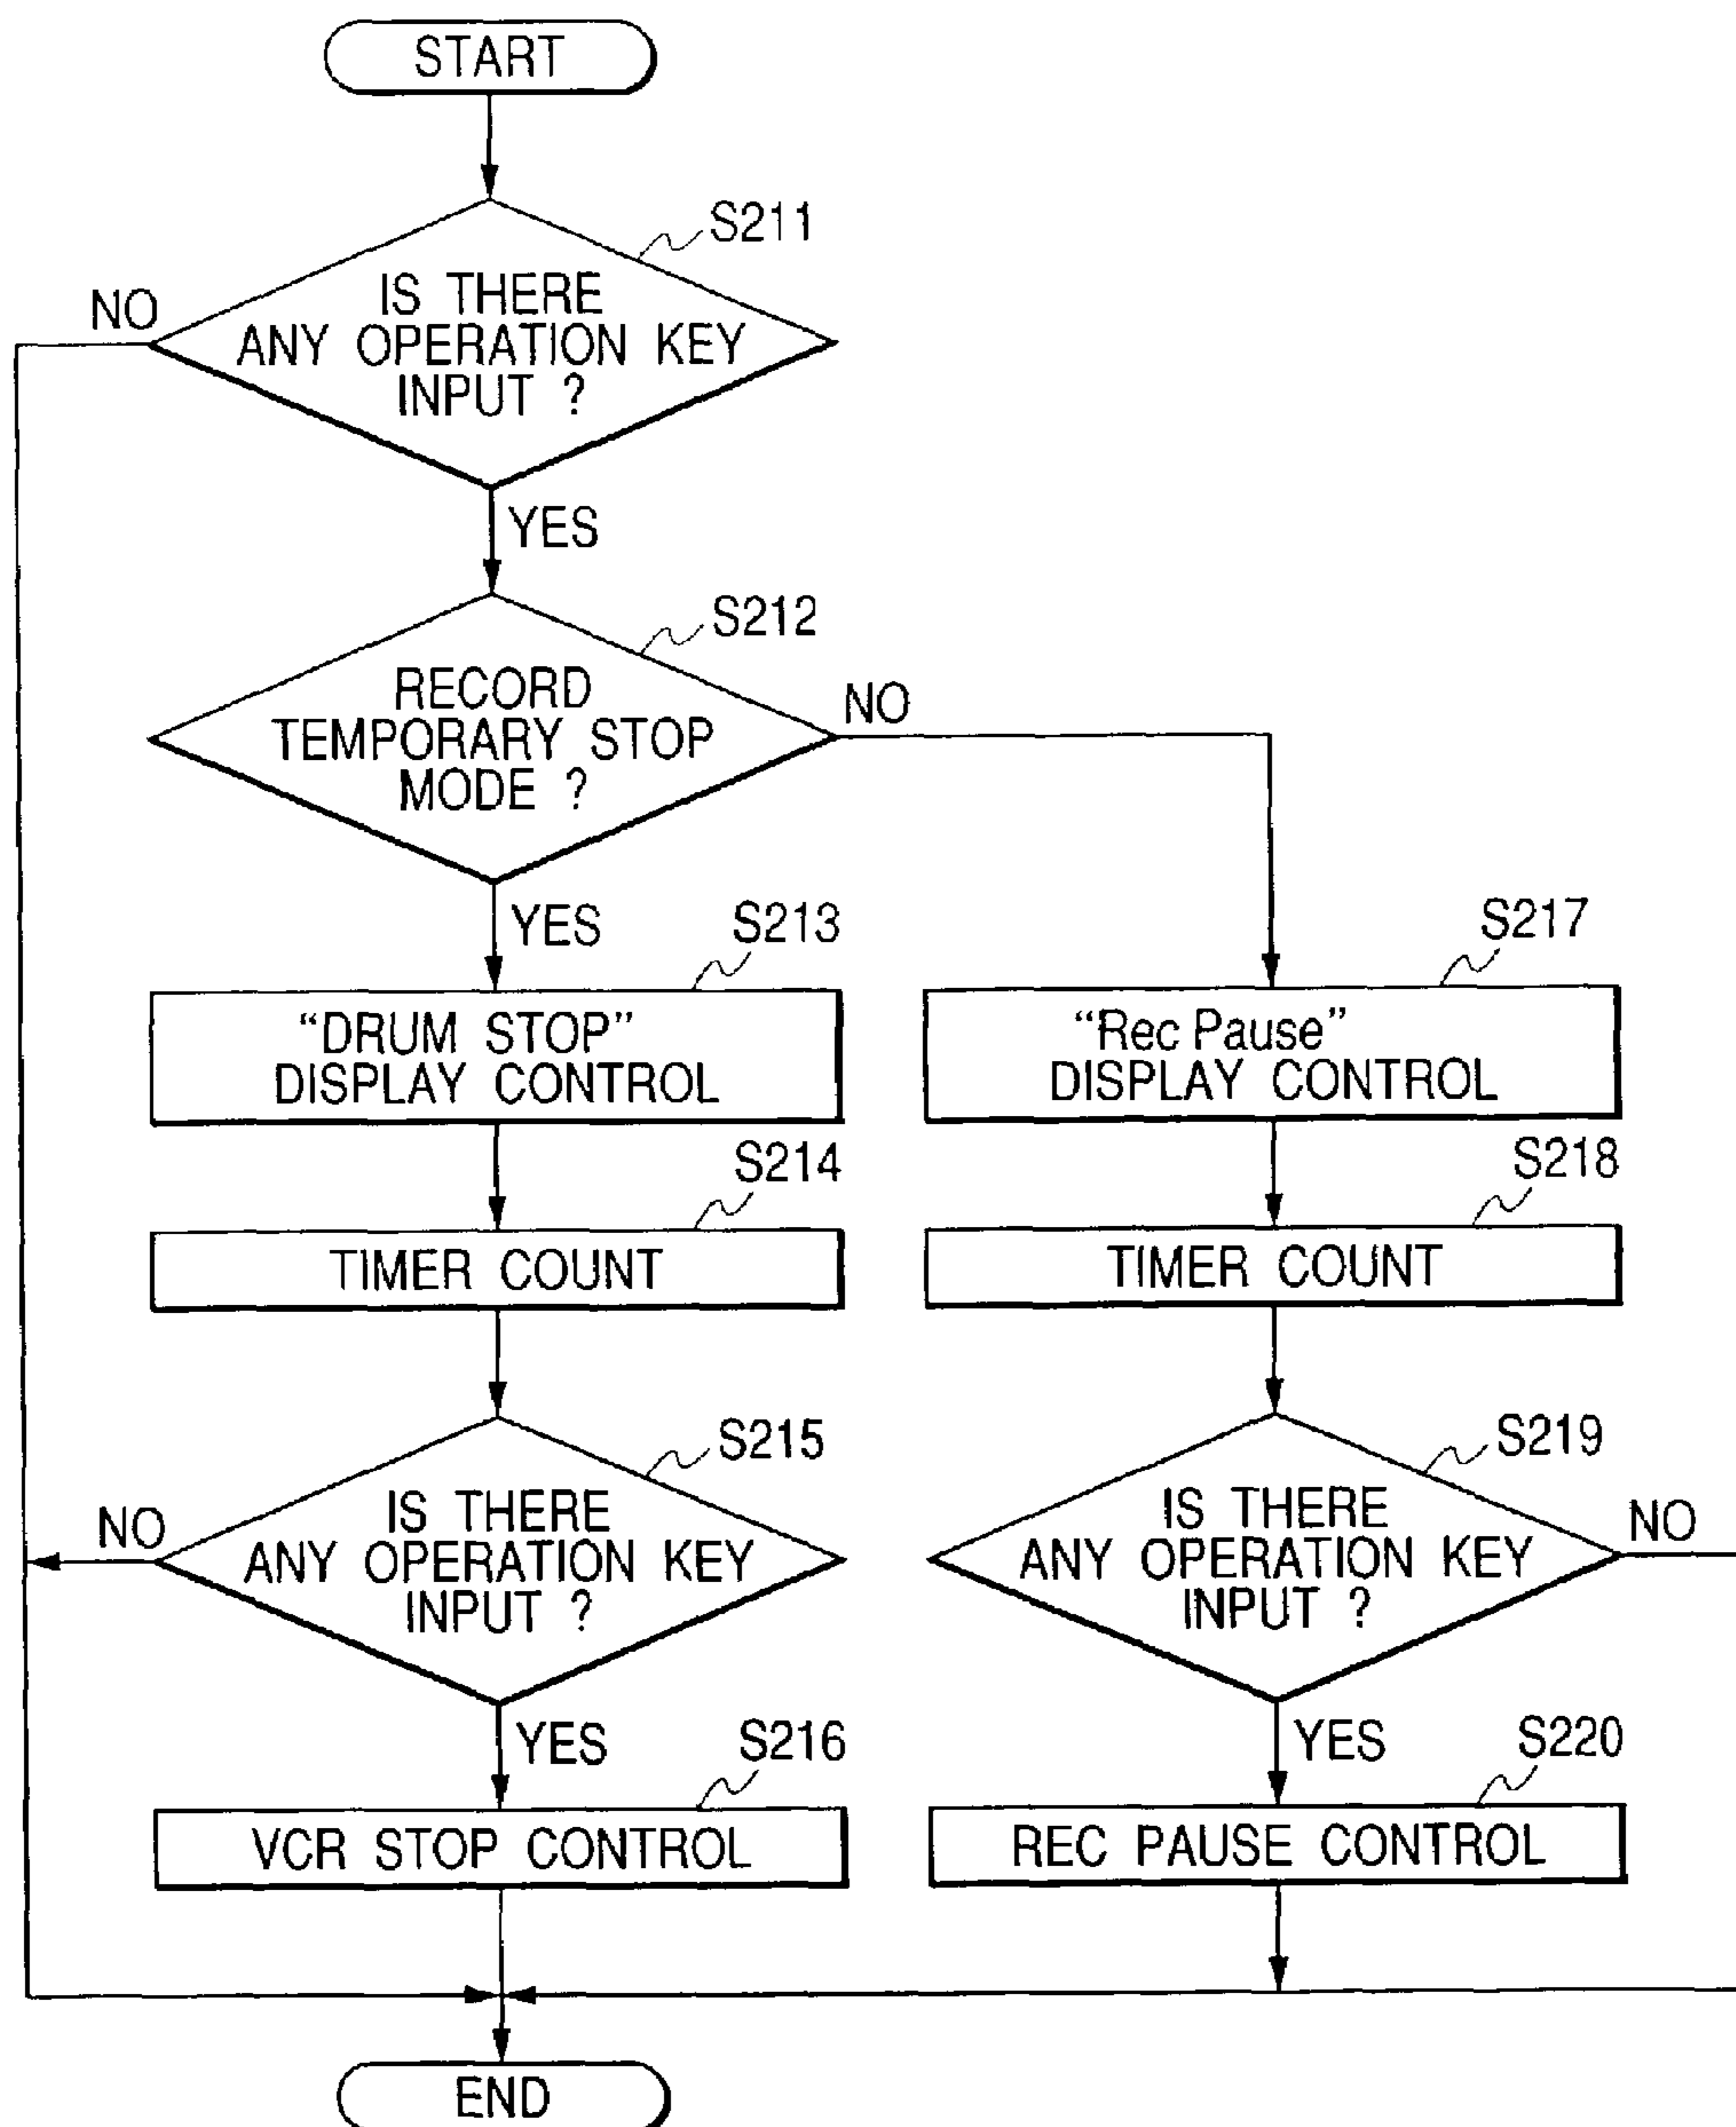 START
S211
IS THERE
ANY OPERATION KEY
INPUT ?
NO
YES
S212
RECORD
TEMPORARY STOP
MODE ?
NO
YES
S213
“DRUM STOP”
DISPLAY CONTROL
S217
“Rec Pause”
DISPLAY CONTROL
S214
TIMER COUNT
S218
TIMER COUNT
S215
IS THERE
ANY OPERATION KEY
INPUT ?
NO
YES
S219
IS THERE
ANY OPERATION KEY
INPUT ?
NO
YES
S216
VCR STOP CONTROL
S220
REC PAUSE CONTROL
END